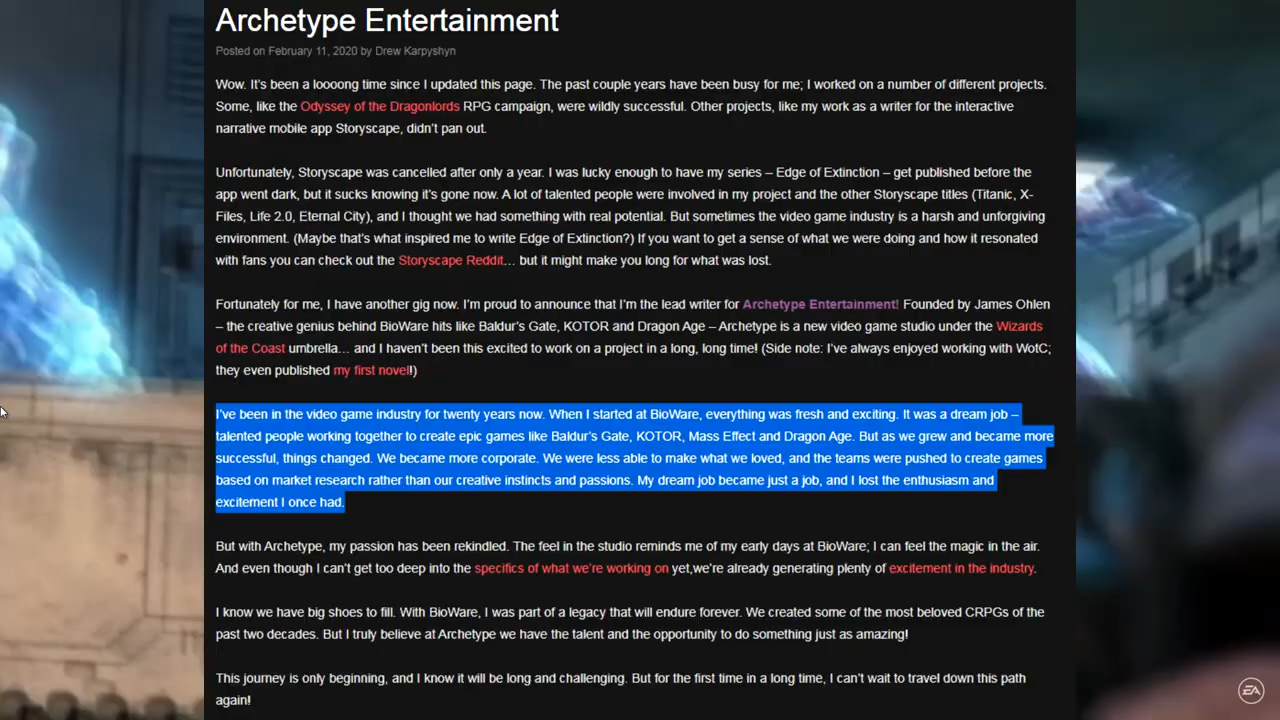 Archetype Entertainment
Posted on February 11, 2020 by Drew Karpyshyn
Wow. It's been a loooong time since I updated this page. The past couple years have been busy for me; I worked on a number of different projects.
Some, like the Odyssey of the Dragonlords RPG campaign, were wildly successful. Other projects, like my work as a writer for the interactive
narrative mobile app Storyscape, didn't pan out.
Unfortunately, Storyscape was cancelled after only a year. I was lucky enough to have my series – Edge of Extinction – get published before the
app went dark, but it sucks knowing it's gone now. A lot of talented people were involved in my project and the other Storyscape titles (Titanic, X-
Files, Life 2.0, Eternal City), and I thought we had something with real potential. But sometimes the video game industry is a harsh and unforgiving
environment. (Maybe that's what inspired me to write Edge of Extinction?) If you want to get a sense of what we were doing and how it resonated
with fans you can check out the Storyscape Reddit… but it might make you long for what was lost.
Fortunately for me, I have another gig now. I'm proud to announce that I'm the lead writer for Archetype Entertainment! Founded by James Ohlen
– the creative genius behind BioWare hits like Baldur's Gate, KOTOR and Dragon Age – Archetype is a new video game studio under the Wizards
of the Coast umbrella… and I haven't been this excited to work on a project in a long, long time! (Side note: I've always enjoyed working with WotC;
they even published my first novel!)
I've been in the video game industry for twenty years now. When I started at BioWare, everything was fresh and exciting. It was a dream job –
talented people working together to create epic games like Baldur's Gate, KOTOR, Mass Effect and Dragon Age. But as we grew and became more
successful, things changed. We became more corporate. We were less able to make what we loved, and the teams were pushed to create games
based on market research rather than our creative instincts and passions. My dream job became just a job, and I lost the enthusiasm and
excitement I once had.
But with Archetype, my passion has been rekindled. The feel in the studio reminds me of my early days at BioWare; I can feel the magic in the air.
And even though I can't get too deep into the specifics of what we're working on yet,we're already generating plenty of excitement in the industry.
I know we have big shoes to fill. With BioWare, I was part of a legacy that will endure forever. We created some of the most beloved CRPGs of the
past two decades. But I truly believe at Archetype we have the talent and the opportunity to do something just as amazing!
This journey is only beginning, and I know it will be long and challenging. But for the first time in a long time, I can't wait to travel down this path
again!
EA